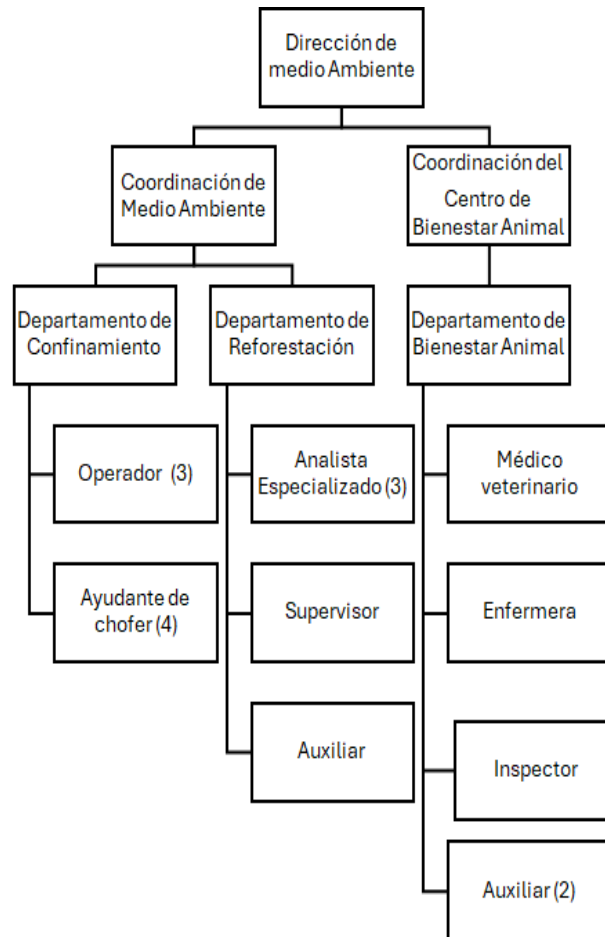 Dirección de
medio Ambiente
Coordinación de
Medio Ambiente
Coordinación del
Centro de
Bienestar Animal
Departamento de
Confinamiento
Departamento de
Reforestación
Departamento de
Bienestar Animal
Operador (3)
Analista
Especializado (3)
Médico
veterinario
Ayudante de
chofer (4)
Supervisor
Enfermera
Auxiliar
Inspector
Auxiliar (2)